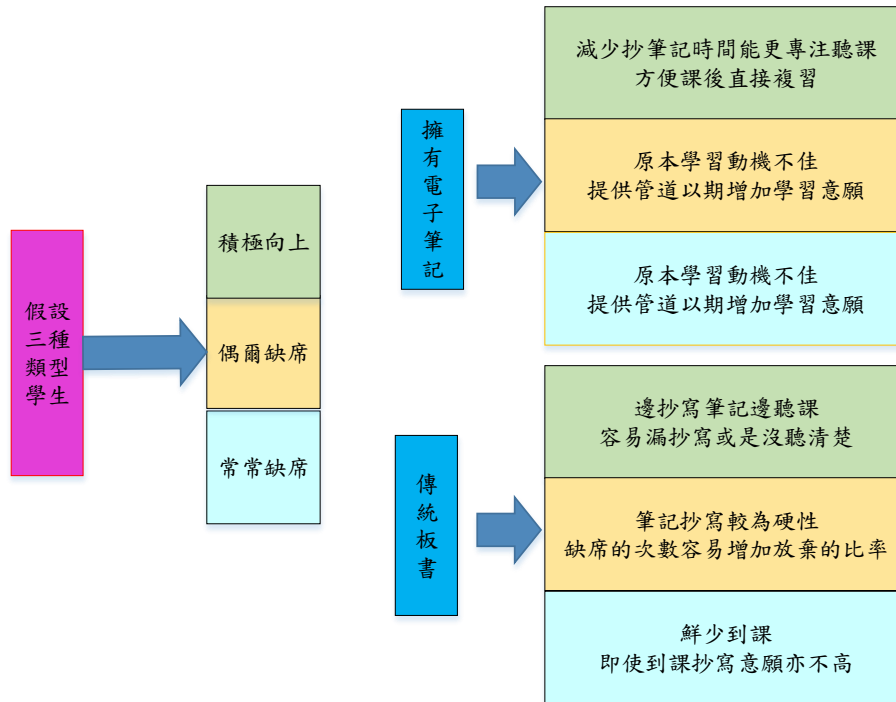 假設
三種
類型
學生
積極向上
偶爾缺席
常常缺席
擁有電子筆記
減少抄筆記時間能更專注聽課
方便課後直接複習
原本學習動機不佳
提供管道以期增加學習意願
原本學習動機不佳
提供管道以期增加學習意願
傳統板書
邊抄寫筆記邊聽課
容易漏抄寫或是沒聽清楚
筆記抄寫較為硬性
缺席的次數容易增加放棄的比率
鮮少到課
即使到課抄寫意願亦不高